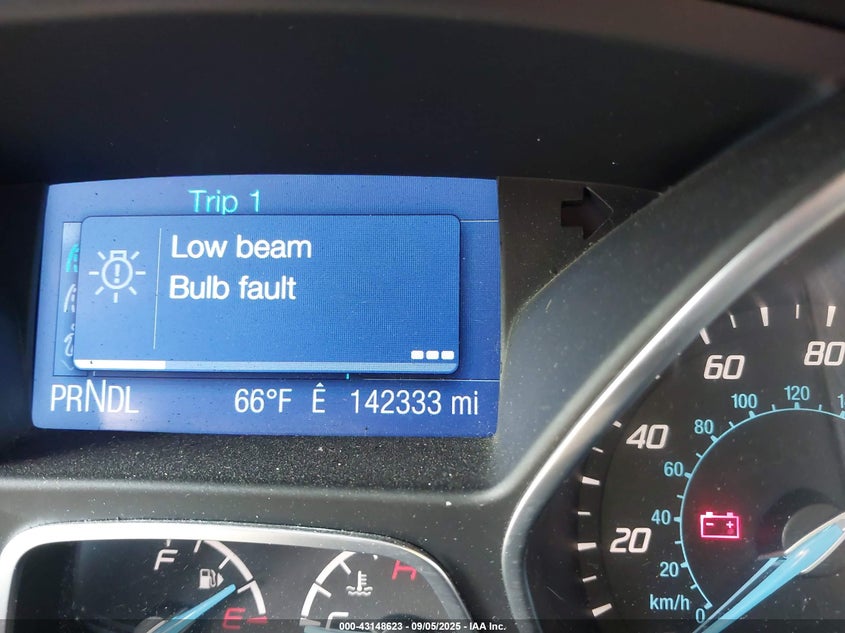 Trip 1
Low beam
Bulb fault
PRNDL 66°F Ê 142333 mi
60 80
100 120
40 80
60
40
20
20
km/h 0
F
E
H
C
000-43148623 - 09/05/2025 - IAA Inc.